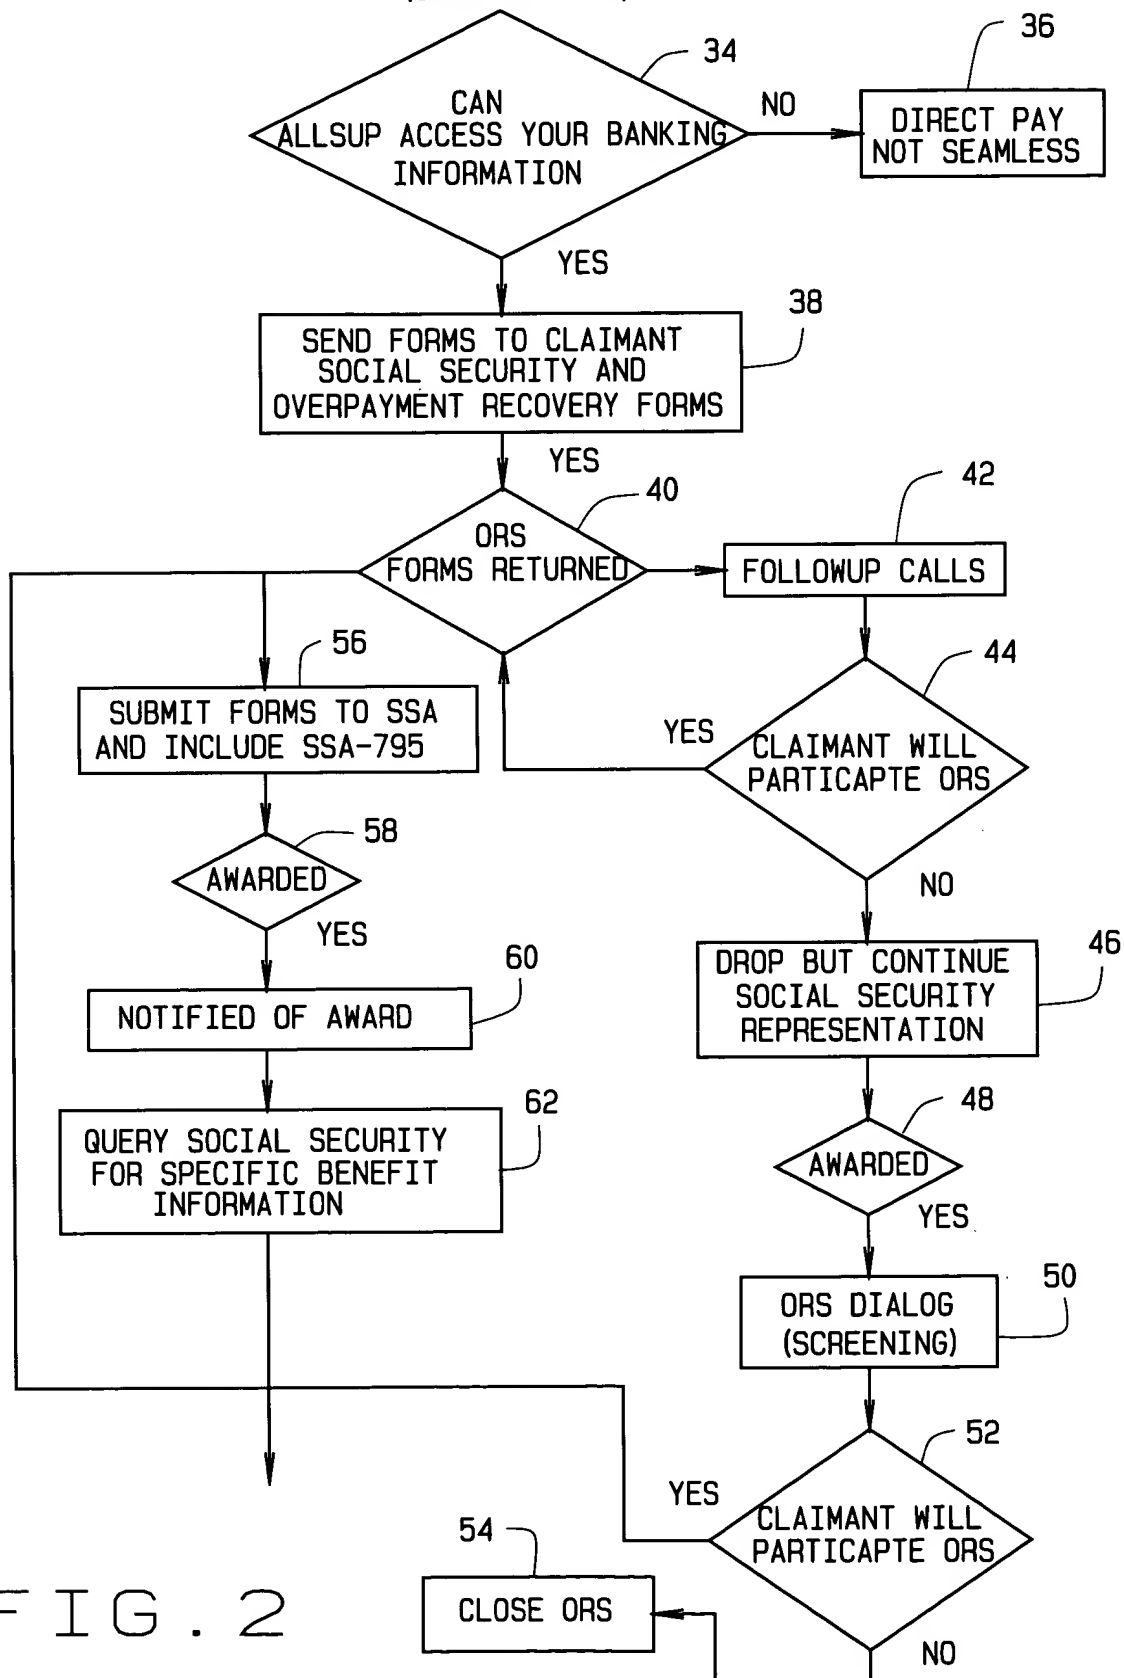 34
36
CAN
ALLSUP ACCESS YOUR BANKING
INFORMATION
NO
DIRECT PAY
NOT SEAMLESS
YES
38
SEND FORMS TO CLAIMANT
SOCIAL SECURITY AND
OVERPAYMENT RECOVERY FORMS
YES
40
42
ORS
FORMS RETURNED
FOLLOWUP CALLS
56
44
SUBMIT FORMS TO SSA
AND INCLUDE SSA-795
YES
CLAIMANT WILL
PARTICAPTE ORS
58
AWARDED
NO
YES
46
DROP BUT CONTINUE
SOCIAL SECURITY
REPRESENTATION
60
NOTIFIED OF AWARD
62
48
QUERY SOCIAL SECURITY
FOR SPECIFIC BENEFIT
INFORMATION
AWARDED
YES
50
ORS DIALOG
(SCREENING)
52
YES
CLAIMANT WILL
PARTICAPTE ORS
54
CLOSE ORS
NO
FIG. 2